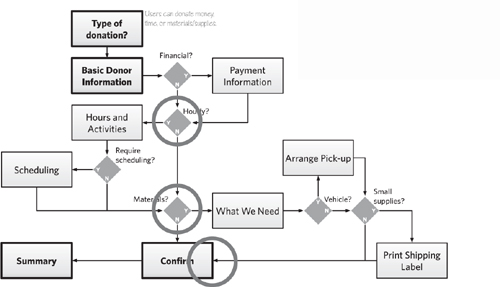 Type of
donation?
Users can donate money
time, or materials/supplies.
Financial?
Basic Donor
Information
Y
N
Payment
Information
Hours and
Activities
Hourly?
Y
N
Require
scheduling?
Scheduling
Y
N
Arrange Pick-up
Materials?
Y
N
What We Need
Vehicle?
Y
N
Small
supplies?
Y
N
Summary
Confirm
Print Shipping
Label